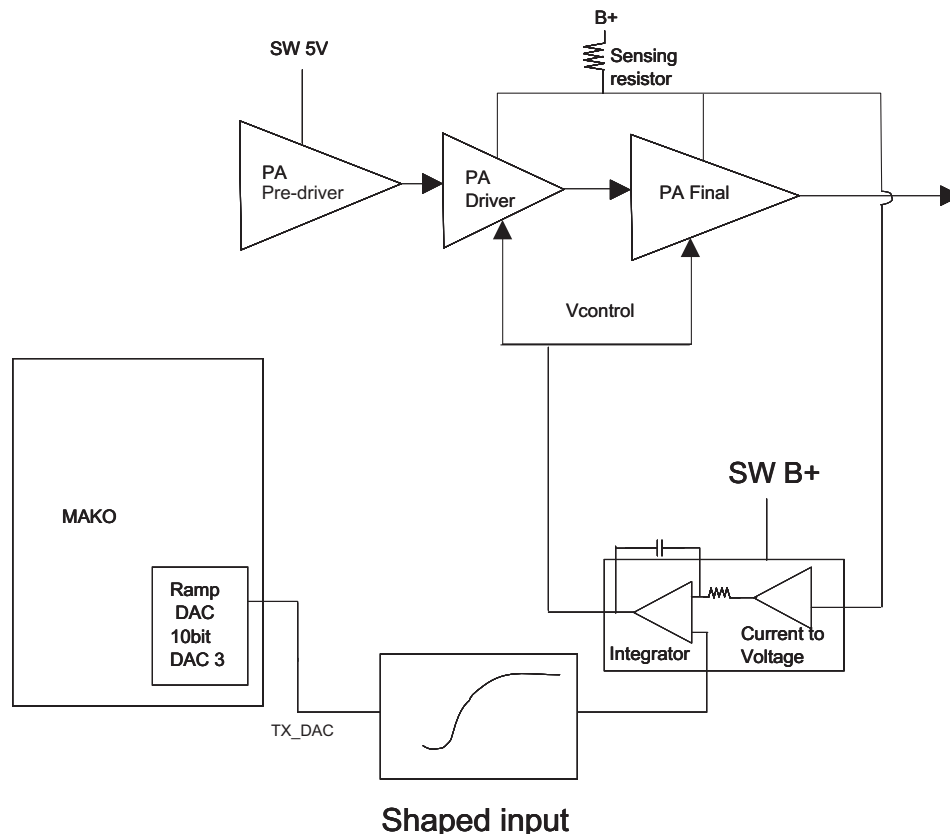 B+
SW 5V
Sensing
resistor
PA
Pre-driver
PA
Driver
PA Final
Vcontrol
SW B+
MAKO
Ramp
DAC
10bit
DAC 3
Integrator
Current to
Voltage
TX_DAC
Shaped input